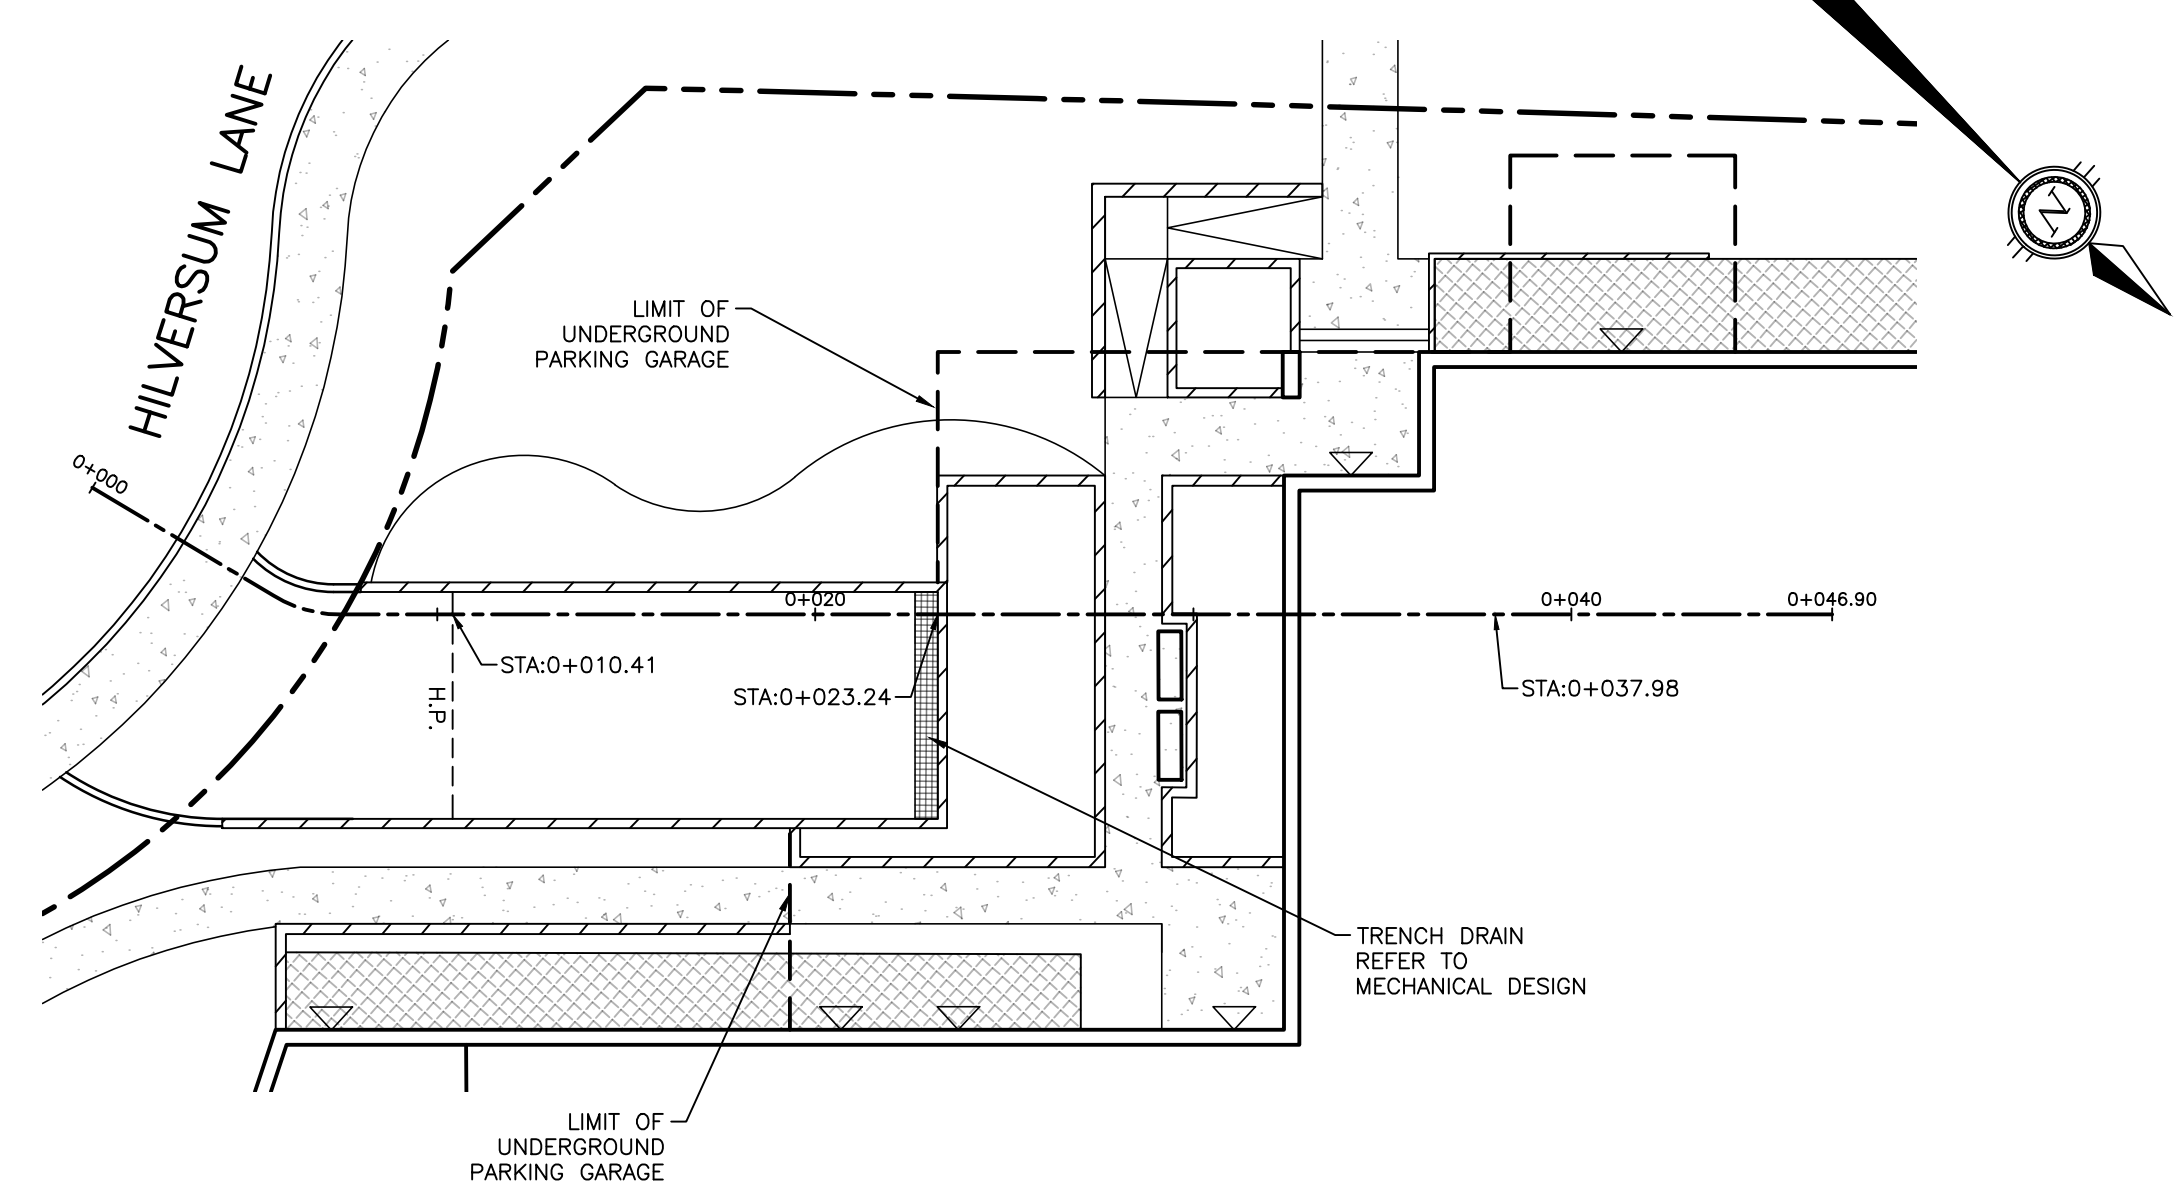 HILVERSUM LANE
N
LIMIT OF
UNDERGROUND
PARKING GARAGE
0+000
0+020
0+040
0+046.90
STA:0+010.41
STA:0+023.24
STA:0+037.98
H.P.
TRENCH DRAIN
REFER TO
MECHANICAL DESIGN
LIMIT OF
UNDERGROUND
PARKING GARAGE